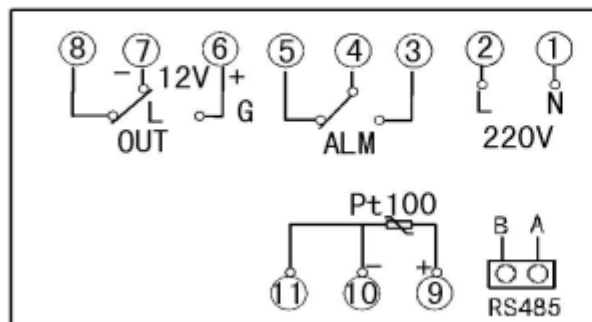 ⑧ ⑦ ⑥ ⑤ ④ ③ ② ①
- 12V +
L G L N
OUT ALM 220V
Pt100
- +
⑪ ⑩ ⑨
B A
RS485